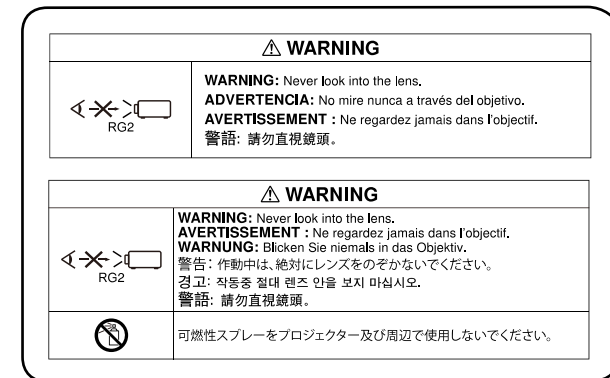 ⚠ WARNING
RG2
WARNING: Never look into the lens.
ADVERTENCIA: No mire nunca a través del objetivo.
AVERTISSEMENT : Ne regardez jamais dans l'objectif.
警語: 請勿直視鏡頭。
⚠ WARNING
RG2
WARNING: Never look into the lens.
AVERTISSEMENT : Ne regardez jamais dans l'objectif.
WARNUNG: Blicken Sie niemals in das Objektiv.
警告: 作動中は、絶対にレンズをのぞかないでください。
경고: 작동중 절대 렌즈 안을 보지 마십시오.
警語: 請勿直視鏡頭。
可燃性スプレーをプロジェクター及び周辺で使用しないでください。